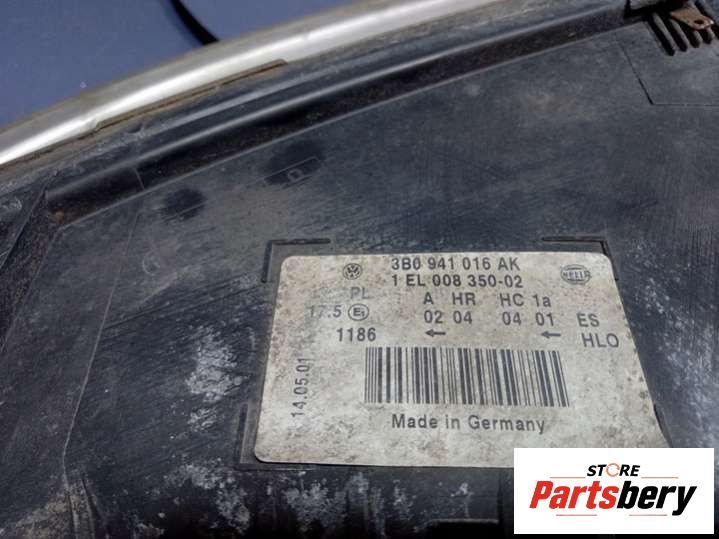 3B0 941 016 AK
1 EL 008 350-02
PL A HR HC 1a
17.5 E1 02 04 04 01 ES
1186 ← ← HLO
14.05.01
Made in Germany
HELLA
STORE
Partsbery